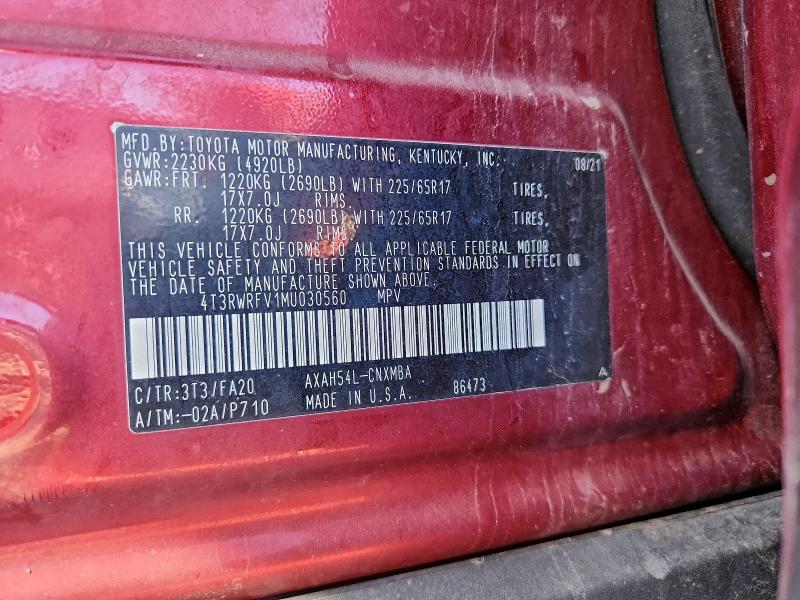 MFD.BY:TOYOTA MOTOR MANUFACTURING, KENTUCKY, INC. 08/21
GVWR:2230KG (4920LB)
GAWR:FRT. 1220KG (2690LB) WITH 225/65R17 TIRES,
17X7.0J RIMS.
RR. 1220KG (2690LB) WITH 225/65R17 TIRES,
17X7.0J RIMS.
THIS VEHICLE CONFORMS TO ALL APPLICABLE FEDERAL MOTOR
VEHICLE SAFETY AND THEFT PREVENTION STANDARDS IN EFFECT ON
THE DATE OF MANUFACTURE SHOWN ABOVE.
4T3RWRFV1MU030560 MPV
C/TR:3T3/FA20 AXAH54L-CNXMBA 86473 A
A/TM:-02A/P710 MADE IN U.S.A.